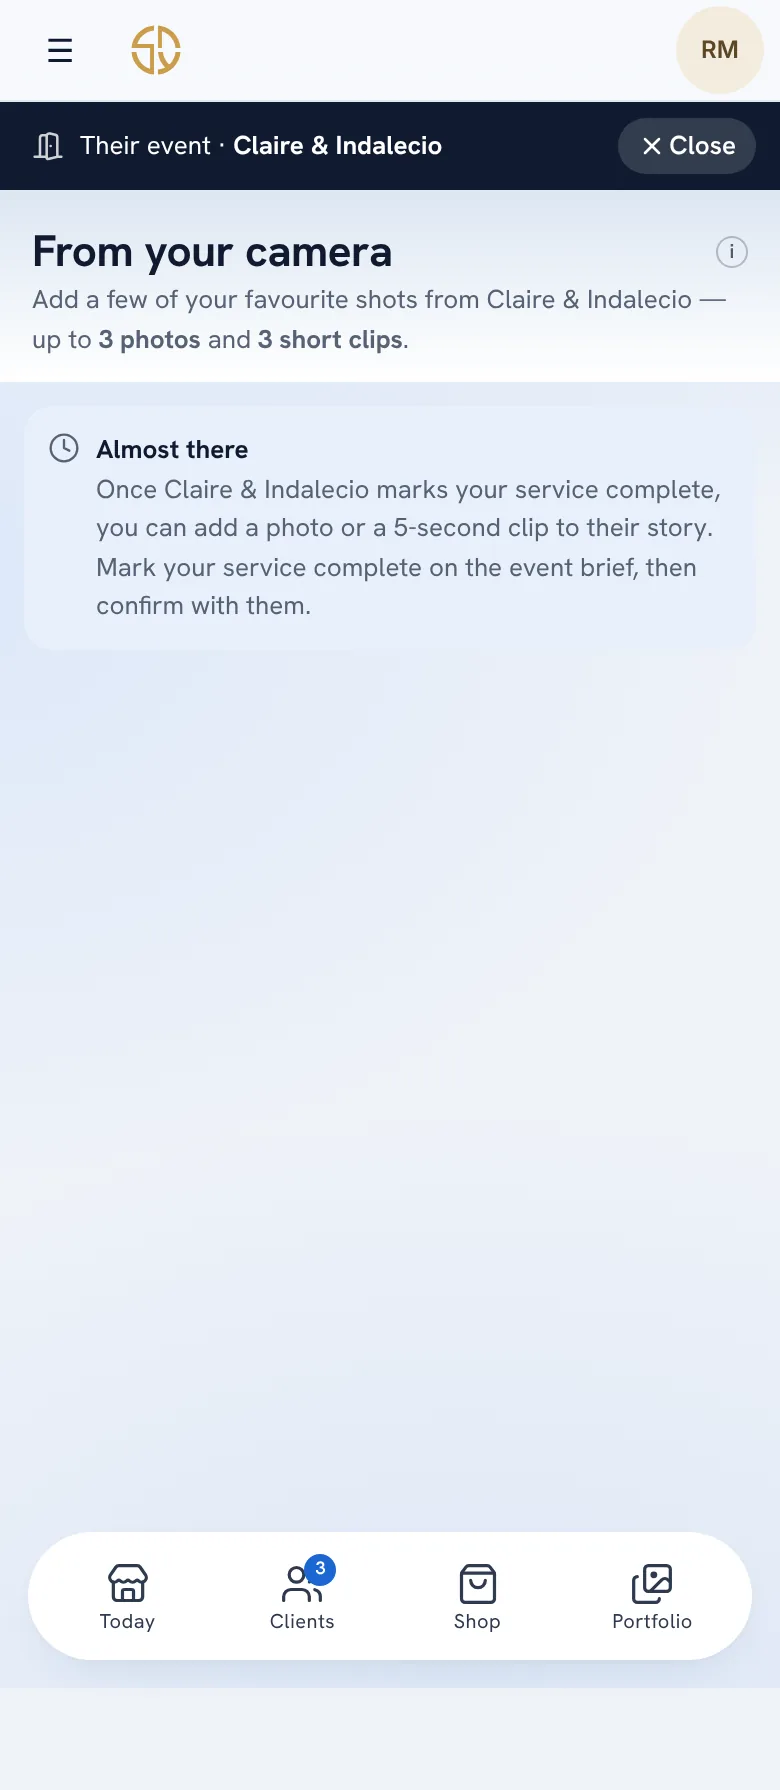 RM
Their event · Claire & Indalecio
Close
From your camera
i
Add a few of your favourite shots from Claire & Indalecio —
up to 3 photos and 3 short clips.
Almost there
Once Claire & Indalecio marks your service complete,
you can add a photo or a 5-second clip to their story.
Mark your service complete on the event brief, then
confirm with them.
3
Today
Clients
Shop
Portfolio